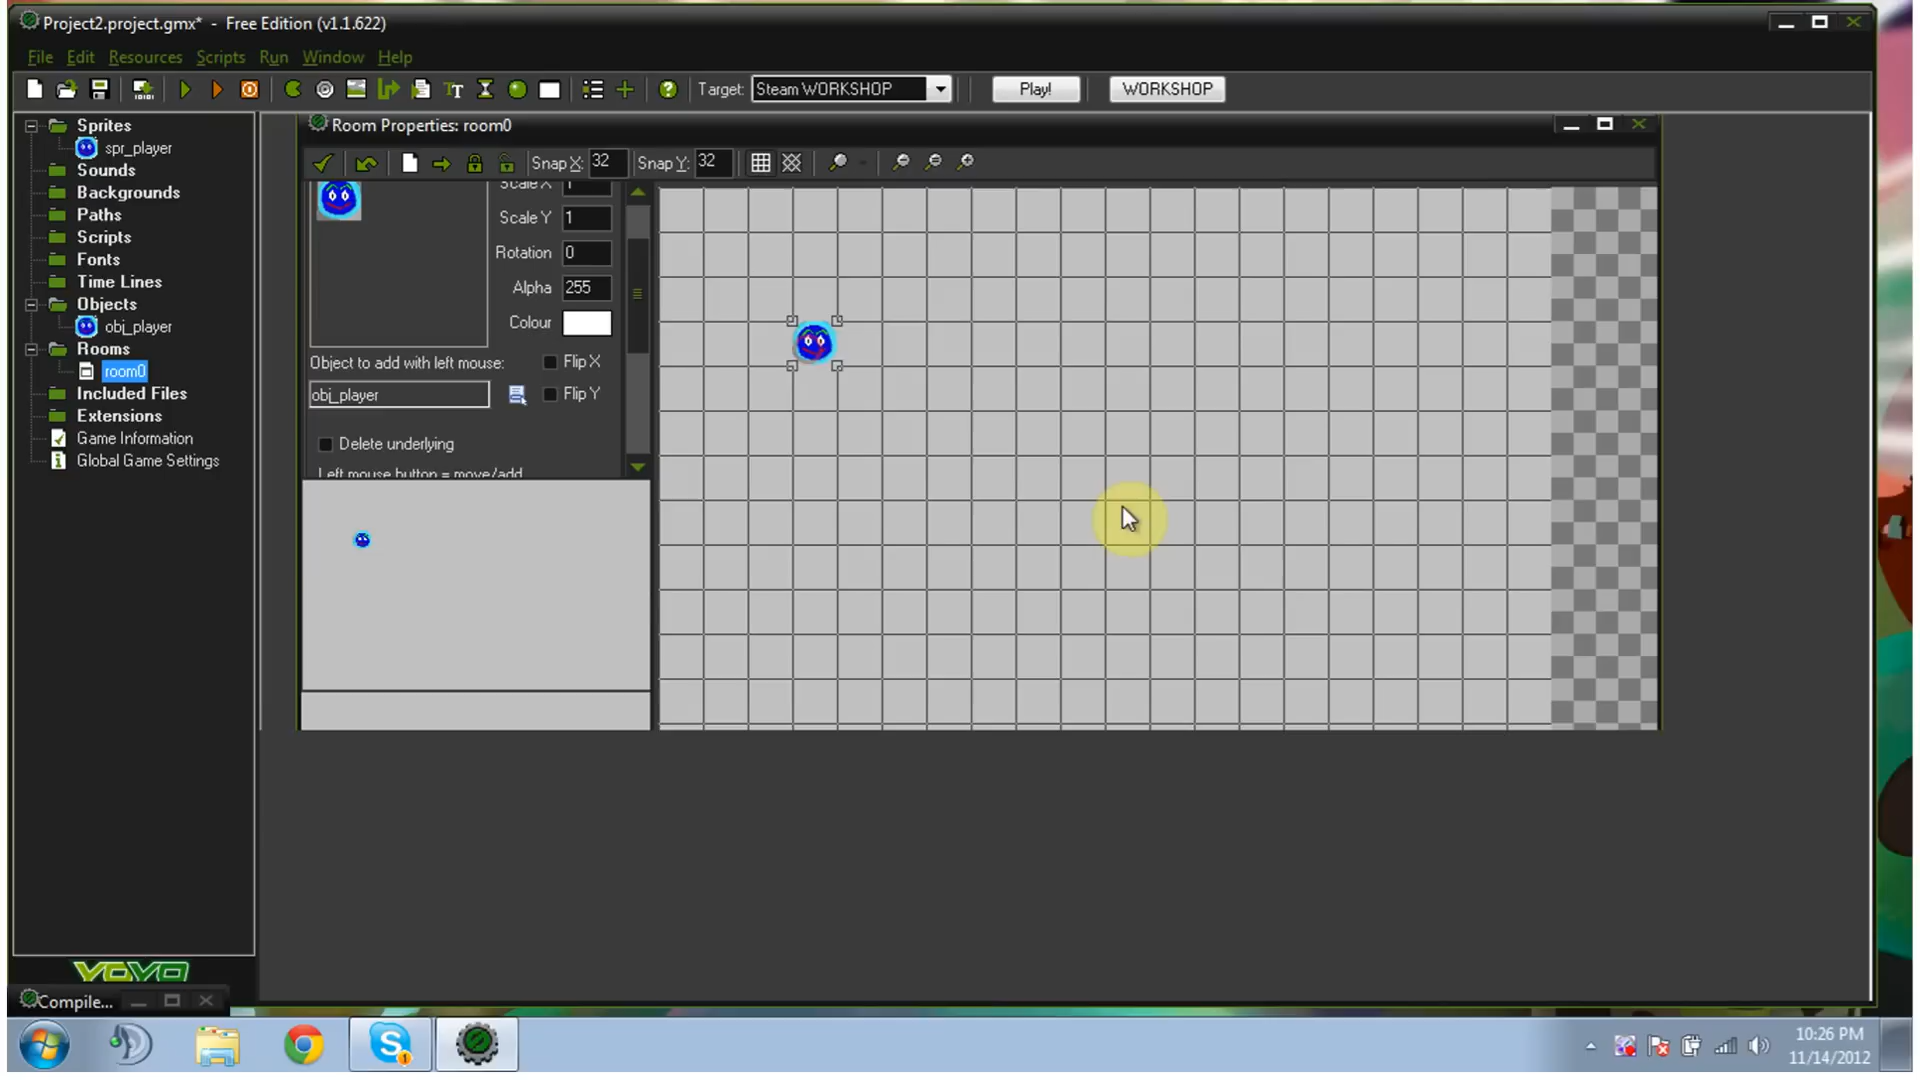 Project2.project.gmx* - Free Edition (v1.1.622)
File Edit Resources Scripts Run Window Help
Target: Steam WORKSHOP Play! WORKSHOP
Sprites
spr_player
Sounds
Backgrounds
Paths
Scripts
Fonts
Time Lines
Objects
obj_player
Rooms
room0
Included Files
Extensions
Game Information
Global Game Settings
YOYO
Compile...
Room Properties: room0
Snap X: 32 Snap Y: 32
Scale X 1
Scale Y 1
Rotation 0
Alpha 255
Colour
Object to add with left mouse: Flip X
obj_player Flip Y
Delete underlying
Left mouse button = move/add
10:26 PM
11/14/2012